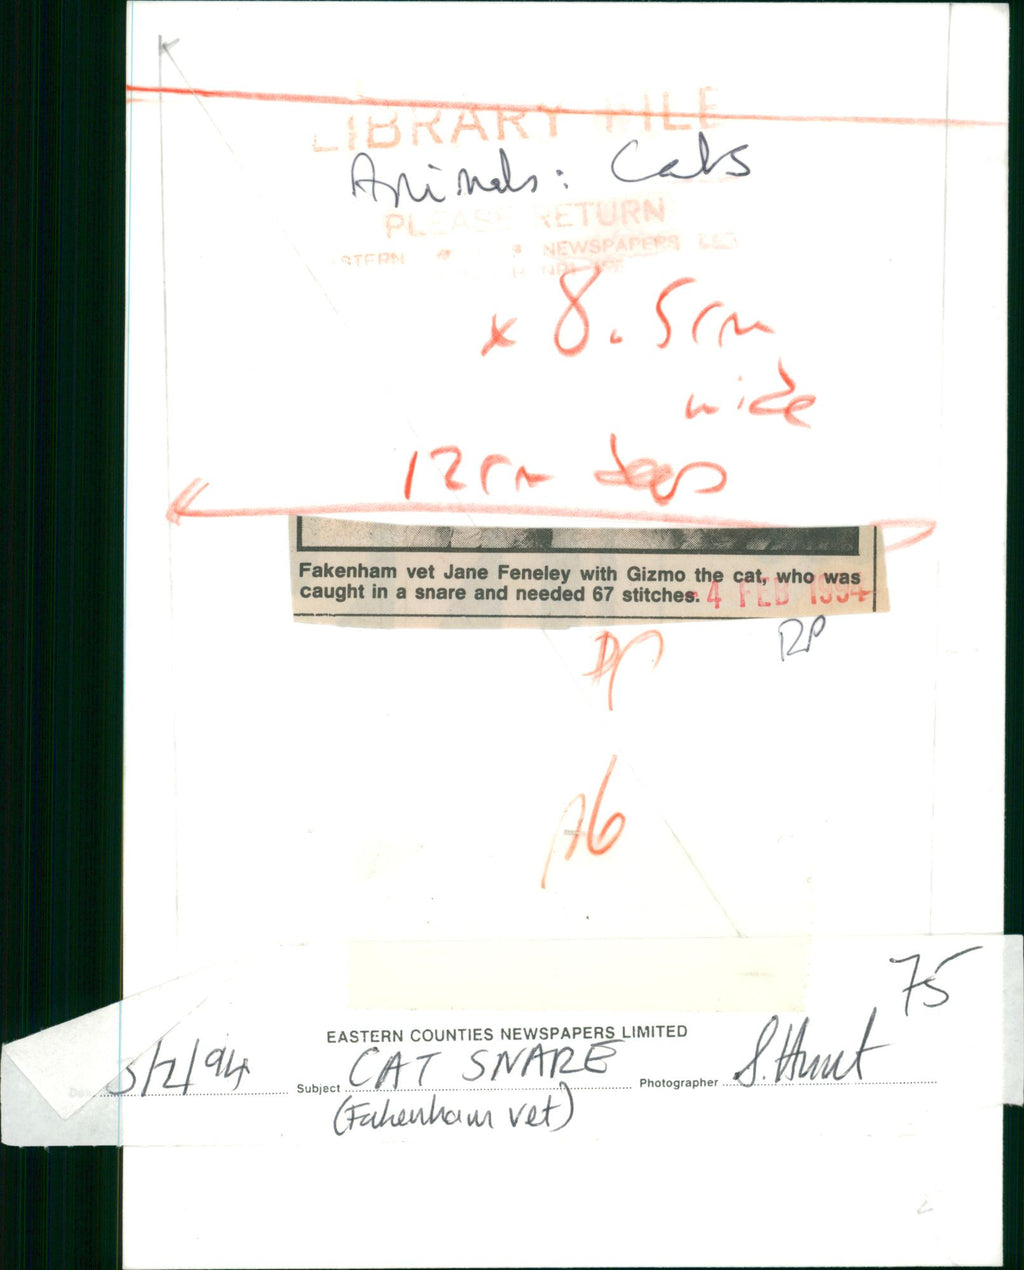 LIBRARY FILE
Animals: Cats
PLEASE RETURN
NEWSPAPERS
x 8.5cm
wide
12cm deep
Fakenham vet Jane Feneley with Gizmo the cat, who was
caught in a snare and needed 67 stitches.
-4 FEB 1994
RP
A6
75
EASTERN COUNTIES NEWSPAPERS LIMITED
3/2/94 Subject CAT SNARE Photographer S. Hunt
(Fakenham vet)